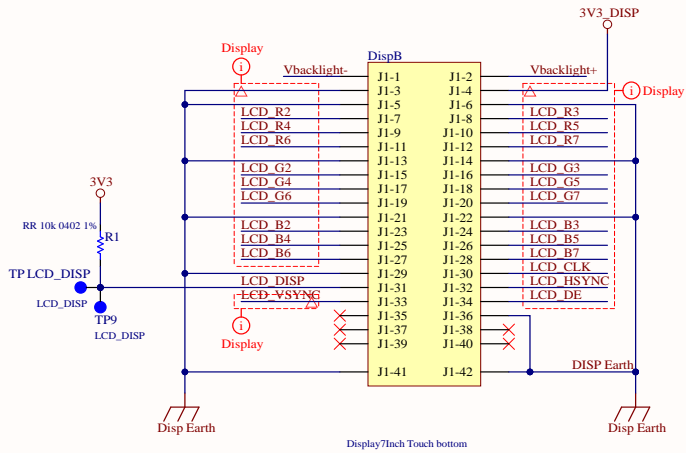 3V3_DISP
Display
DispB
Vbacklight- J1-1 J1-2 Vbacklight+
J1-3 J1-4 i Display
J1-5 J1-6
LCD_R2 J1-7 J1-8 LCD_R3
LCD_R4 J1-9 J1-10 LCD_R5
LCD_R6 J1-11 J1-12 LCD_R7
J1-13 J1-14
LCD_G2 J1-15 J1-16 LCD_G3
LCD_G4 J1-17 J1-18 LCD_G5
LCD_G6 J1-19 J1-20 LCD_G7
J1-21 J1-22
LCD_B2 J1-23 J1-24 LCD_B3
LCD_B4 J1-25 J1-26 LCD_B5
LCD_B6 J1-27 J1-28 LCD_B7
J1-29 J1-30 LCD_CLK
LCD_DISP J1-31 J1-32 LCD_HSYNC
LCD_VSYNC J1-33 J1-34 LCD_DE
J1-35 J1-36
J1-37 J1-38
J1-39 J1-40
J1-41 J1-42
DISP Earth
i
Display
i
3V3
RR 10k 0402 1%
R1
TP LCD_DISP
LCD_DISP
TP9
LCD_DISP
Disp Earth
Disp Earth
Display7Inch Touch bottom